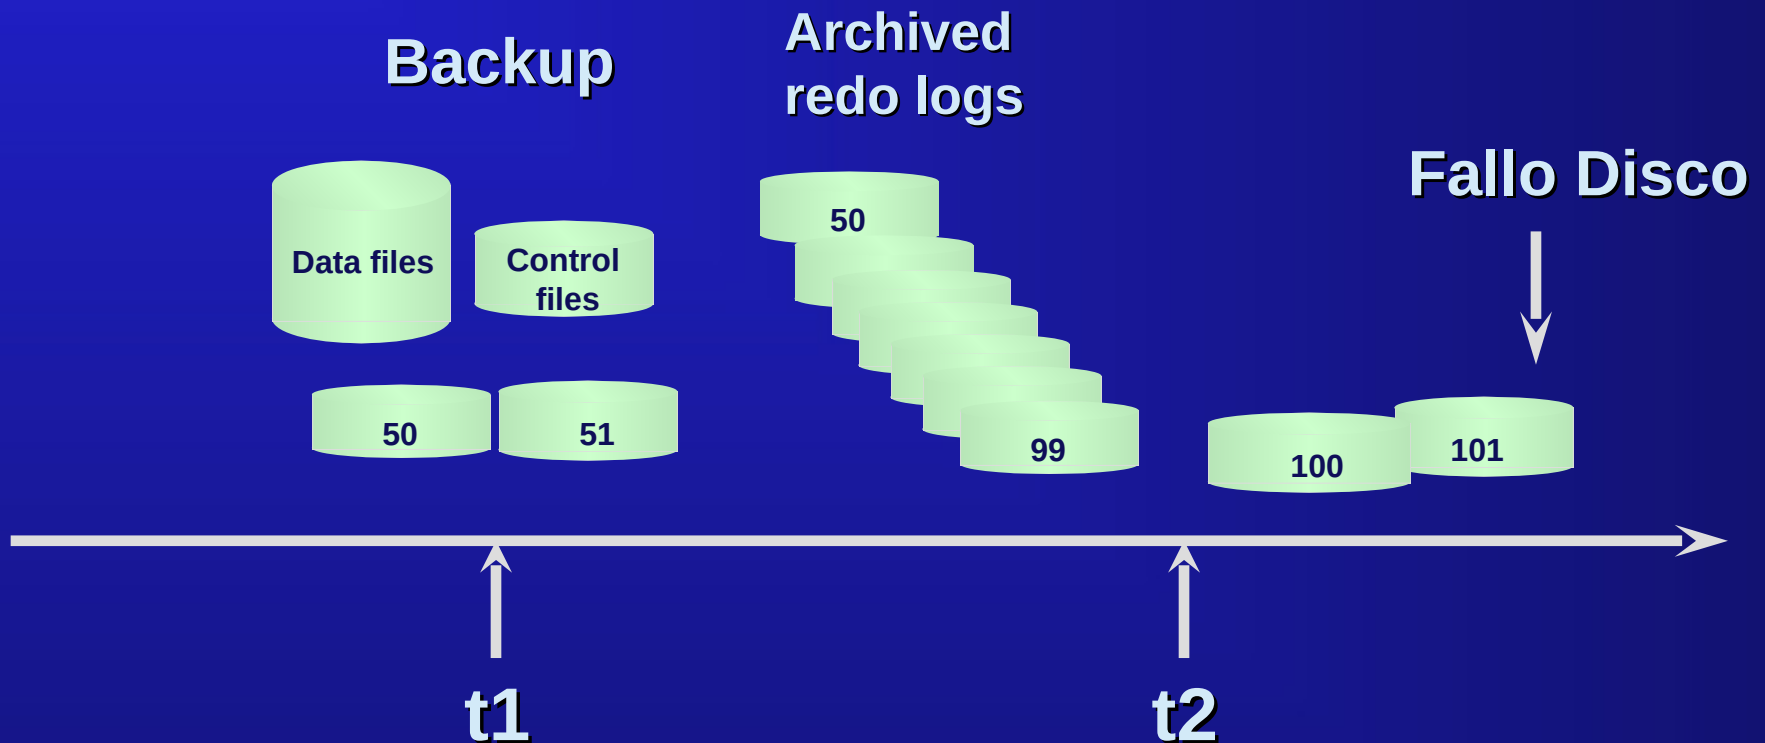 Backup
Archived
redo logs
Fallo Disco
Data files
Control
files
50
50
51
99
100
101
t1
t2